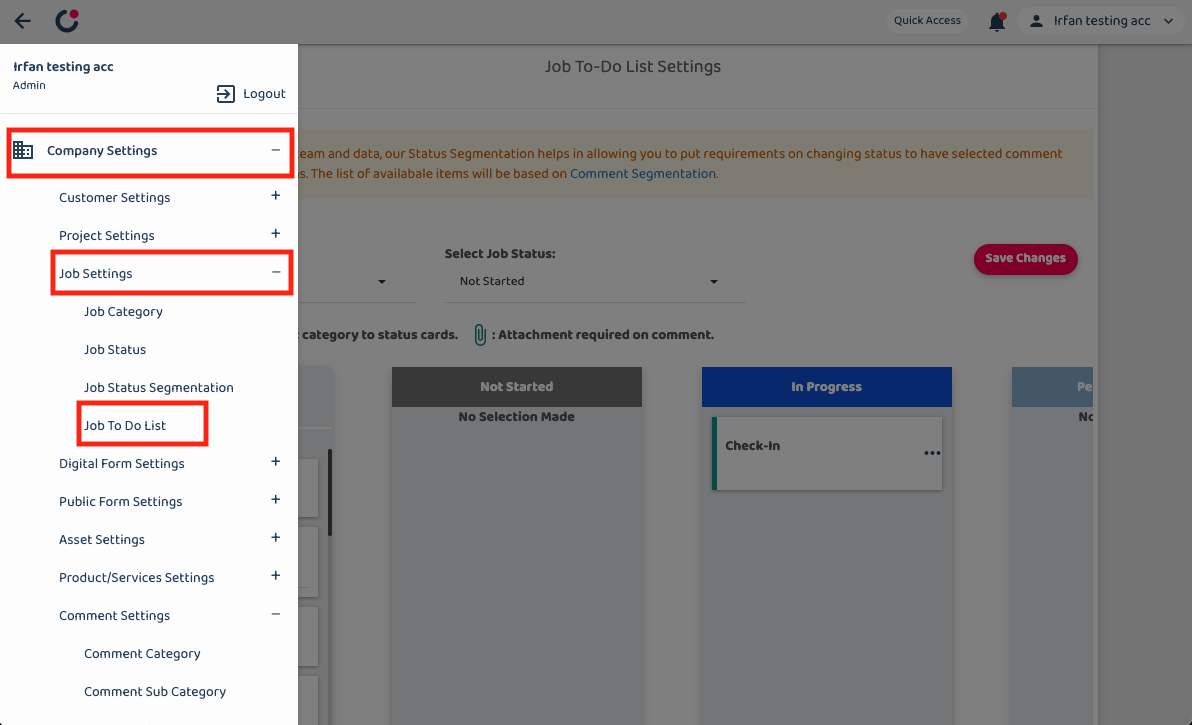 Quick Access
Irfan testing acc
Irfan testing acc
Admin
Logout
Company Settings
Customer Settings
Project Settings
Job Settings
Job Category
Job Status
Job Status Segmentation
Job To Do List
Digital Form Settings
Public Form Settings
Asset Settings
Product/Services Settings
Comment Settings
Comment Category
Comment Sub Category
Job To-Do List Settings
team and data, our Status Segmentation helps in allowing you to put requirements on changing status to have selected comment
The list of availabale items will be based on Comment Segmentation.
Select Job Status:
Not Started
Save Changes
category to status cards.
: Attachment required on comment.
Not Started
No Selection Made
In Progress
Check-In